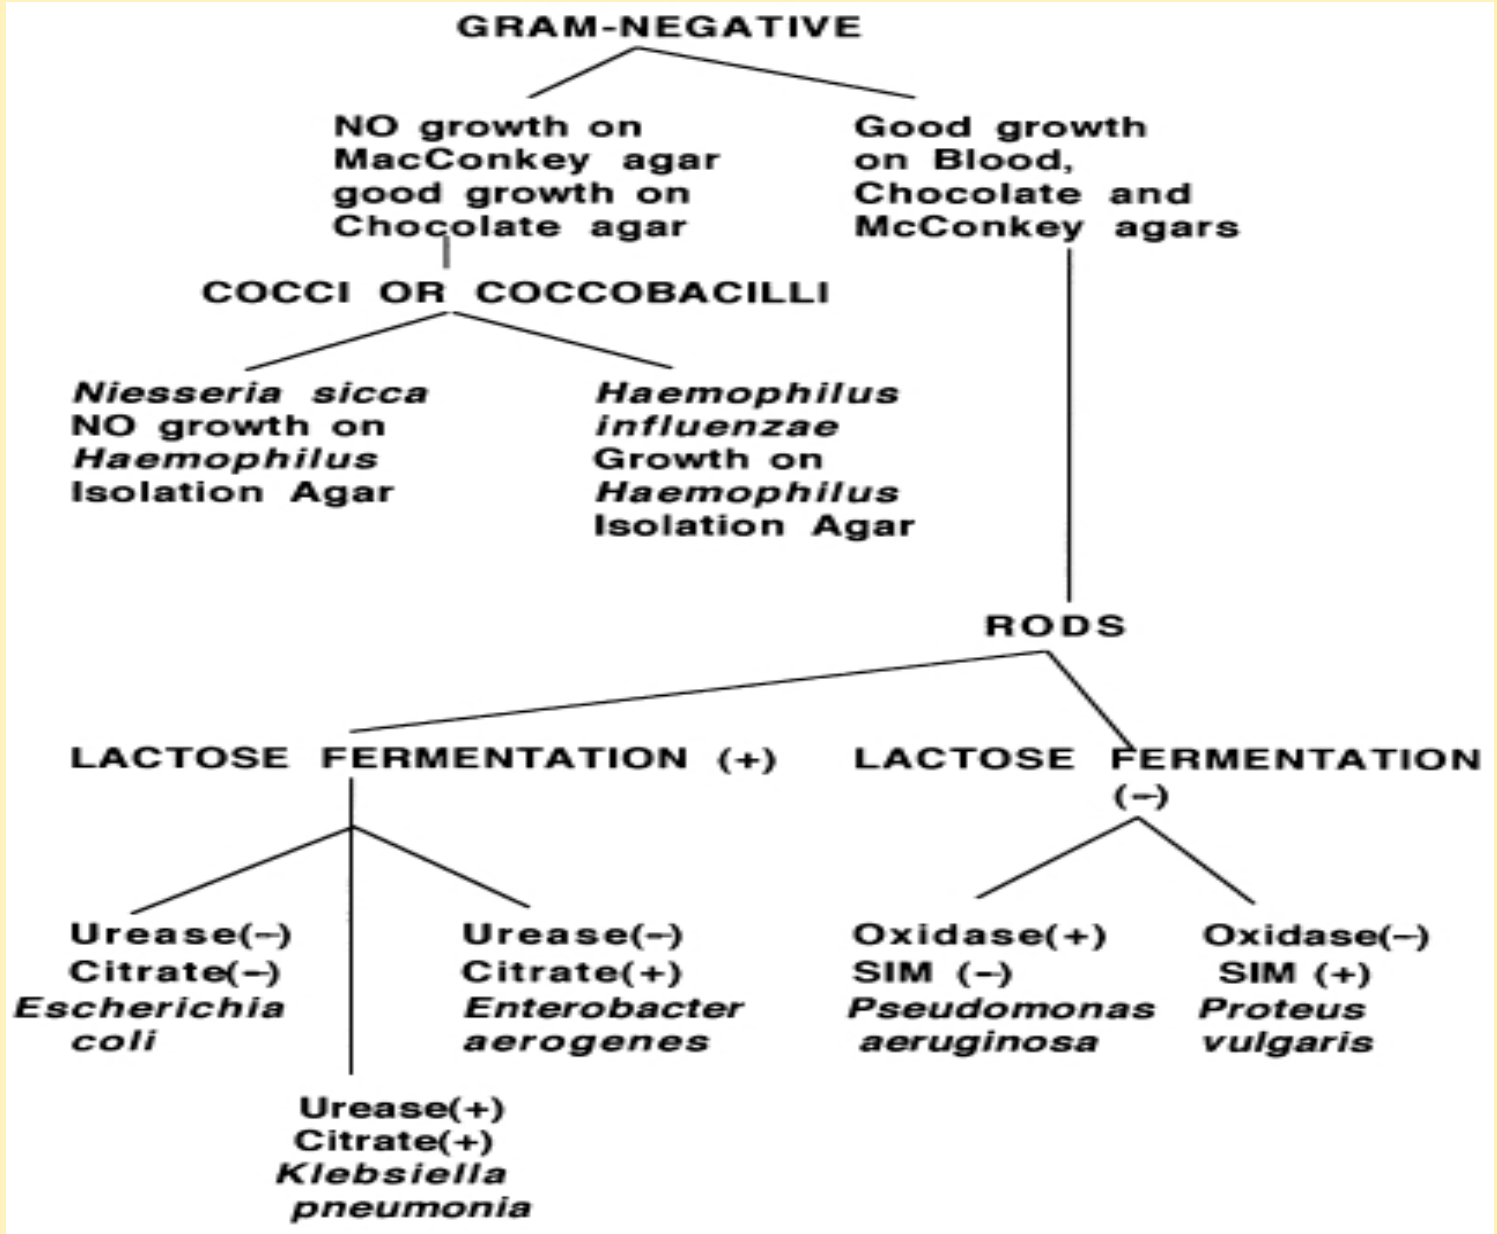 GRAM-NEGATIVE
NO growth on
MacConkey agar
good growth on
Chocolate agar
Good growth
on Blood,
Chocolate and
McConkey agars
COCCI OR COCCOBACILLI
Niesseria sicca
NO growth on
Haemophilus
Isolation Agar
Haemophilus
influenzae
Growth on
Haemophilus
Isolation Agar
RODS
LACTOSE FERMENTATION (+)
LACTOSE FERMENTATION
(−)
Urease(−)
Citrate(−)
Escherichia
coli
Urease(−)
Citrate(+)
Enterobacter
aerogenes
Urease(+)
Citrate(+)
Klebsiella
pneumonia
Oxidase(+)
SIM (−)
Pseudomonas
aeruginosa
Oxidase(−)
SIM (+)
Proteus
vulgaris